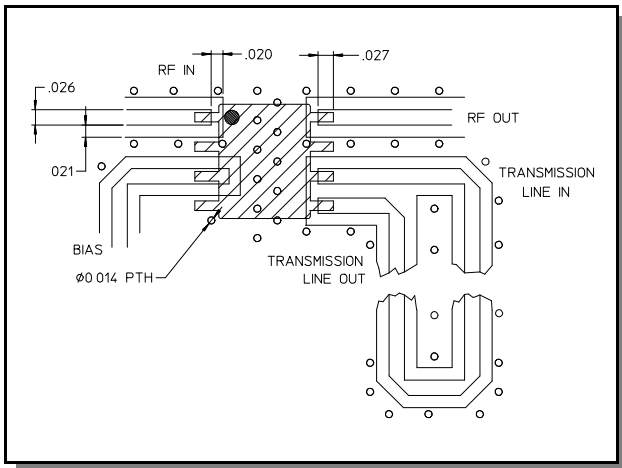 .020
.027
RF IN
.026
RF OUT
021
TRANSMISSION
LINE IN
BIAS
TRANSMISSION
LINE OUT
Ø0 014 PTH